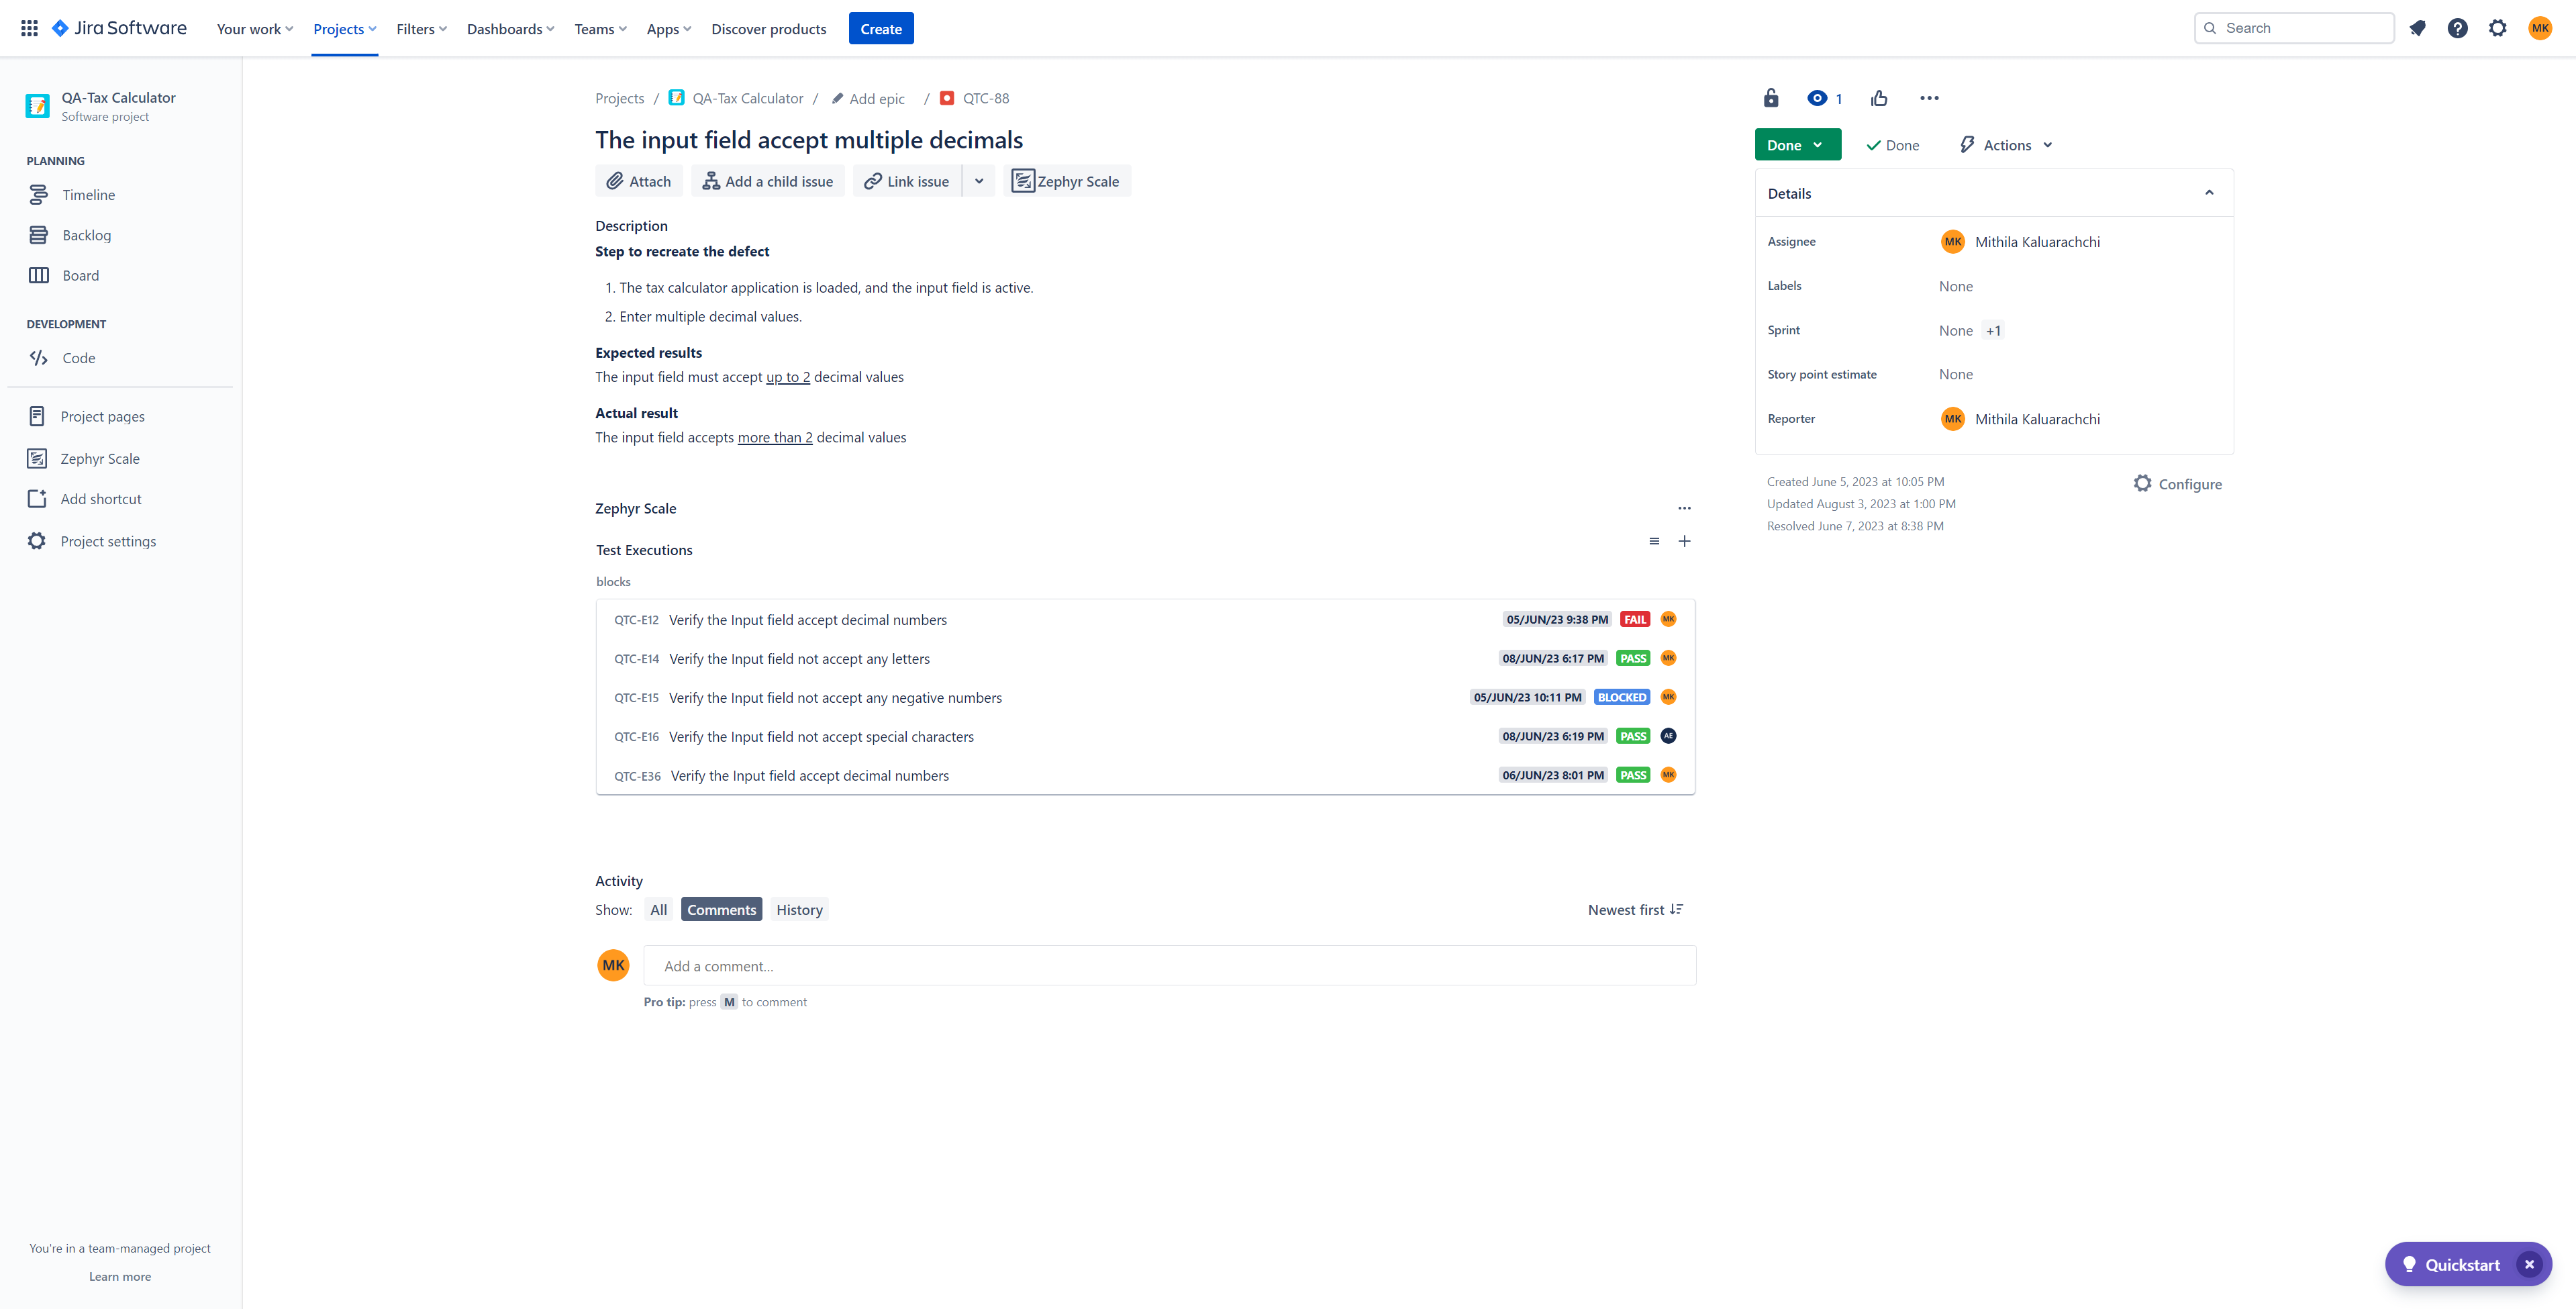 Jira Software Your work Projects Filters Dashboards Teams Apps Discover products Create Search MK
QA-Tax Calculator
Software project
PLANNING
Timeline
Backlog
Board
DEVELOPMENT
Code
Project pages
Zephyr Scale
Add shortcut
Project settings
You're in a team-managed project
Learn more
Projects / QA-Tax Calculator / Add epic / QTC-88
The input field accept multiple decimals
Attach Add a child issue Link issue Zephyr Scale
Description
Step to recreate the defect
1. The tax calculator application is loaded, and the input field is active.
2. Enter multiple decimal values.
Expected results
The input field must accept up to 2 decimal values
Actual result
The input field accepts more than 2 decimal values
Zephyr Scale
Test Executions
blocks
QTC-E12 Verify the Input field accept decimal numbers 05/JUN/23 9:38 PM FAIL MK
QTC-E14 Verify the Input field not accept any letters 08/JUN/23 6:17 PM PASS MK
QTC-E15 Verify the Input field not accept any negative numbers 05/JUN/23 10:11 PM BLOCKED MK
QTC-E16 Verify the Input field not accept special characters 08/JUN/23 6:19 PM PASS AE
QTC-E36 Verify the Input field accept decimal numbers 06/JUN/23 8:01 PM PASS MK
Activity
Show: All Comments History Newest first
MK Add a comment...
Pro tip: press M to comment
1
Done Done Actions
Details
Assignee MK Mithila Kaluarachchi
Labels None
Sprint None +1
Story point estimate None
Reporter MK Mithila Kaluarachchi
Created June 5, 2023 at 10:05 PM Configure
Updated August 3, 2023 at 1:00 PM
Resolved June 7, 2023 at 8:38 PM
Quickstart